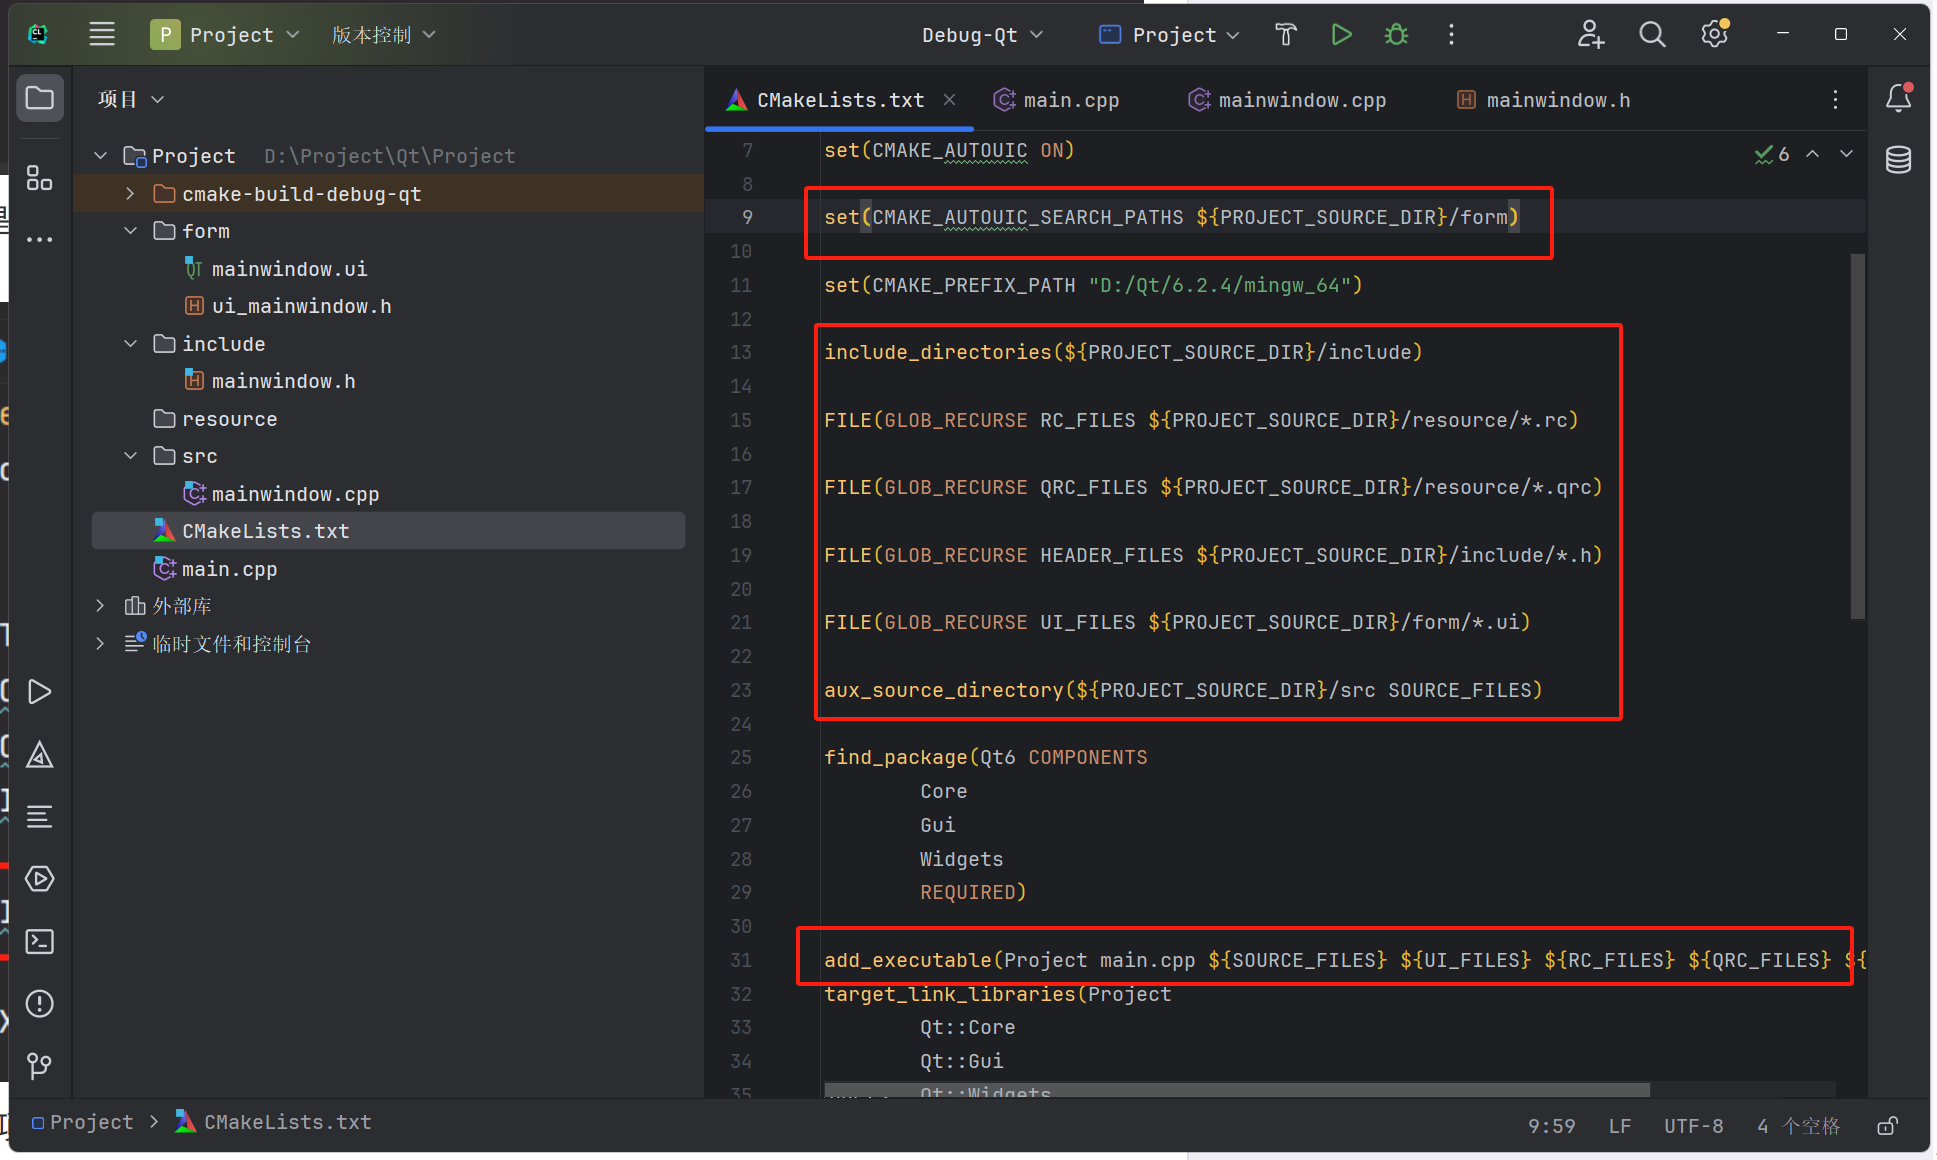 CL
P Project 版本控制 Debug-Qt Project
项目
CMakeLists.txt main.cpp mainwindow.cpp mainwindow.h
Project D:\Project\Qt\Project
cmake-build-debug-qt
form
QT mainwindow.ui
H ui_mainwindow.h
include
H mainwindow.h
resource
src
C++ mainwindow.cpp
CMakeLists.txt
C++ main.cpp
外部库
临时文件和控制台
6
7 set(CMAKE_AUTOUIC ON)
8
9 set(CMAKE_AUTOUIC_SEARCH_PATHS ${PROJECT_SOURCE_DIR}/form)
10
11 set(CMAKE_PREFIX_PATH "D:/Qt/6.2.4/mingw_64")
12
13 include_directories(${PROJECT_SOURCE_DIR}/include)
14
15 FILE(GLOB_RECURSE RC_FILES ${PROJECT_SOURCE_DIR}/resource/*.rc)
16
17 FILE(GLOB_RECURSE QRC_FILES ${PROJECT_SOURCE_DIR}/resource/*.qrc)
18
19 FILE(GLOB_RECURSE HEADER_FILES ${PROJECT_SOURCE_DIR}/include/*.h)
20
21 FILE(GLOB_RECURSE UI_FILES ${PROJECT_SOURCE_DIR}/form/*.ui)
22
23 aux_source_directory(${PROJECT_SOURCE_DIR}/src SOURCE_FILES)
24
25 find_package(Qt6 COMPONENTS
26 Core
27 Gui
28 Widgets
29 REQUIRED)
30
31 add_executable(Project main.cpp ${SOURCE_FILES} ${UI_FILES} ${RC_FILES} ${QRC_FILES} ${
32 target_link_libraries(Project
33 Qt::Core
34 Qt::Gui
35 Qt::Widgets
Project > CMakeLists.txt
9:59 LF UTF-8 4 个空格